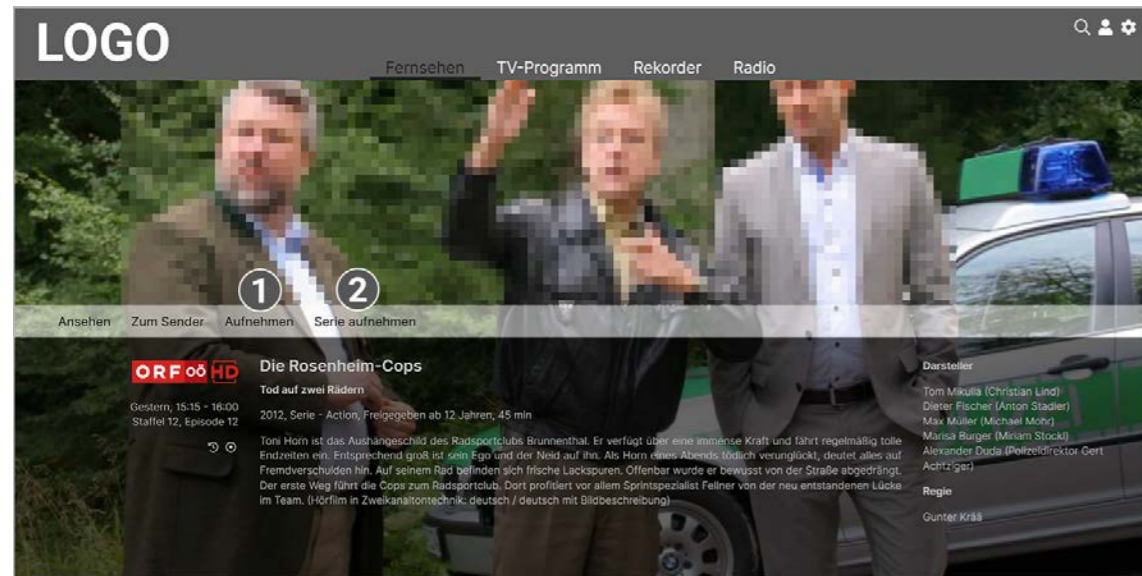 LOGO
Fernsehen TV-Programm Rekorder Radio
1 2
Ansehen Zum Sender Aufnehmen Serie aufnehmen
ORF oö HD
Gestern, 15:15 - 16:00
Staffel 12, Episode 12
Die Rosenheim-Cops
Tod auf zwei Rädern
2012, Serie - Action, Freigegeben ab 12 Jahren, 45 min
Toni Horn ist das Aushängeschild des Radsportclubs Brunnenthal. Er verfügt über eine immense Kraft und fährt regelmäßig tolle
Endzeiten ein. Entsprechend groß ist sein Ego und der Neid auf ihn. Als Horn eines Abends tödlich verunglückt, deutet alles auf
Fremdverschulden hin. Auf seinem Rad befinden sich frische Lackspuren. Offenbar wurde er bewusst von der Straße abgedrängt.
Der erste Weg führt die Cops zum Radsportclub. Dort profitiert vor allem Sprintspezialist Fellner von der neu entstandenen Lücke
im Team. (Hörfilm in Zweikanaltontechnik: deutsch / deutsch mit Bildbeschreibung)
Darsteller
Tom Mikulla (Christian Lind)
Dieter Fischer (Anton Stadler)
Max Müller (Michael Mohr)
Marisa Burger (Miriam Stockl)
Alexander Duda (Polizeidirektor Gert
Achtziger)
Regie
Gunter Krää